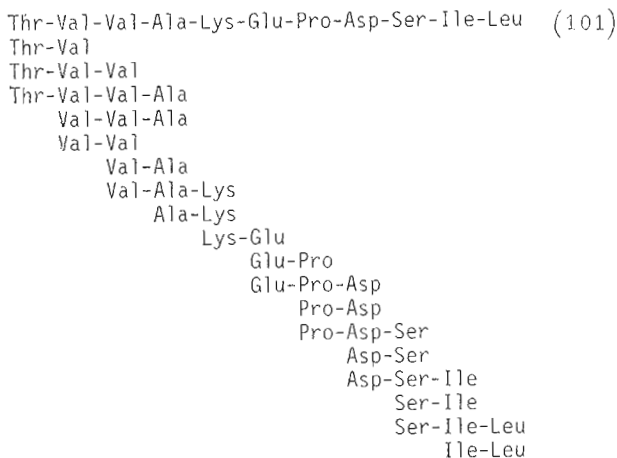 Thr-Val-Val-Ala-Lys-Glu-Pro-Asp-Ser-Ile-Leu (101)
Thr-Val
Thr-Val-Val
Thr-Val-Val-Ala
Val-Val-Ala
Val-Val
Val-Ala
Val-Ala-Lys
Ala-Lys
Lys-Glu
Glu-Pro
Glu-Pro-Asp
Pro-Asp
Pro-Asp-Ser
Asp-Ser
Asp-Ser-Ile
Ser-Ile
Ser-Ile-Leu
Ile-Leu